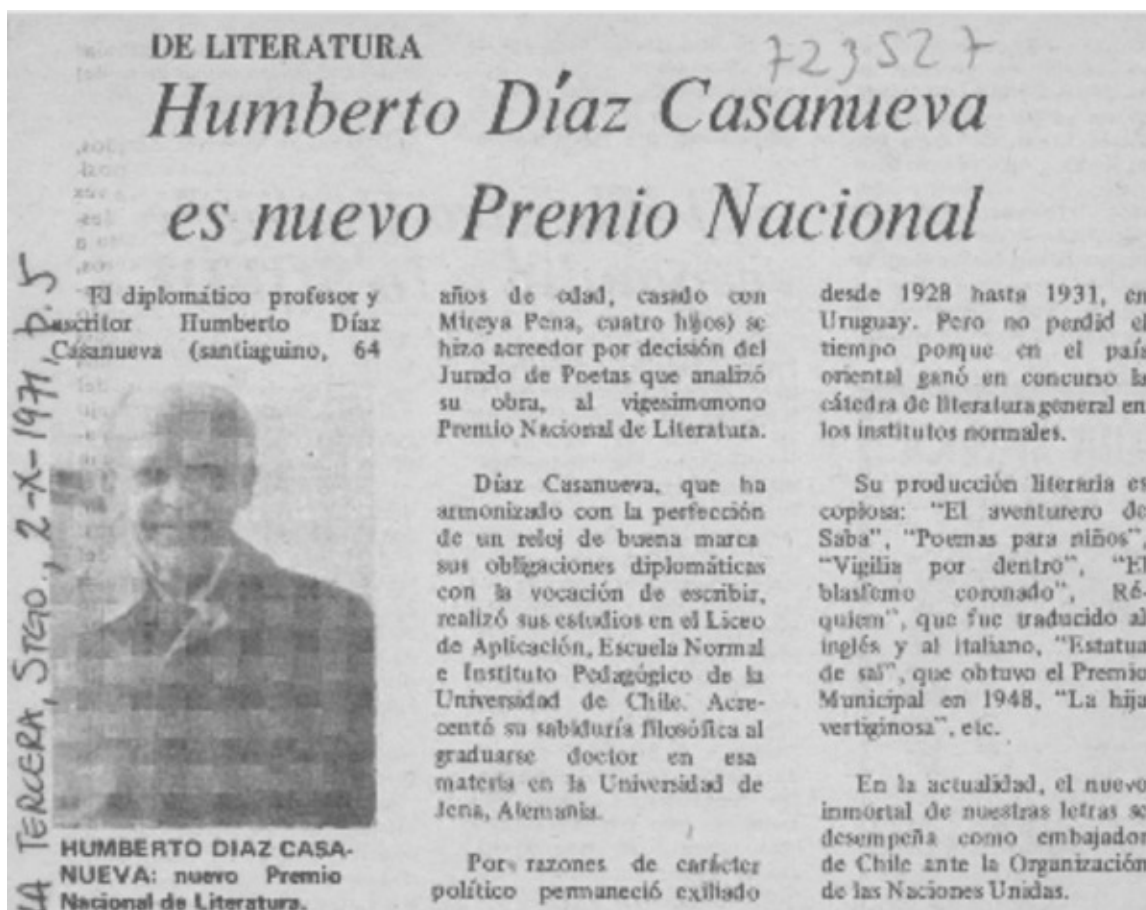 DE LITERATURA
723527
Humberto Díaz Casanueva
es nuevo Premio Nacional
LA TERCERA, STGO., 2-X-1971, p. 5
El diplomático profesor y
escritor Humberto Díaz
Casanueva (santiaguino, 64
HUMBERTO DIAZ CASA-
NUEVA: nuevo Premio
Nacional de Literatura.
años de edad, casado con
Mireya Pena, cuatro hijos) se
hizo acreedor por decisión del
Jurado de Poetas que analizó
su obra, al vigesimonono
Premio Nacional de Literatura.
Díaz Casanueva, que ha
armonizado con la perfección
de un reloj de buena marca
sus obligaciones diplomáticas
con la vocación de escribir,
realizó sus estudios en el Liceo
de Aplicación, Escuela Normal
e Instituto Pedagógico de la
Universidad de Chile. Acre-
centó su sabiduría filosófica al
graduarse doctor en esa
materia en la Universidad de
Jena, Alemania.
Por razones de carácter
político permaneció exiliado
desde 1928 hasta 1931, en
Uruguay. Pero no perdió el
tiempo porque en el país
oriental ganó en concurso la
cátedra de literatura general en
los institutos normales.
Su producción literaria es
copiosa: "El aventurero de
Saba", "Poemas para niños",
"Vigilia por dentro", "El
blasfemo coronado", Ré-
quiem", que fue traducido al
inglés y al italiano, "Estatua
de sal", que obtuvo el Premio
Municipal en 1948, "La hija
vertiginosa", etc.
En la actualidad, el nuevo
inmortal de nuestras letras se
desempeña como embajador
de Chile ante la Organización
de las Naciones Unidas.